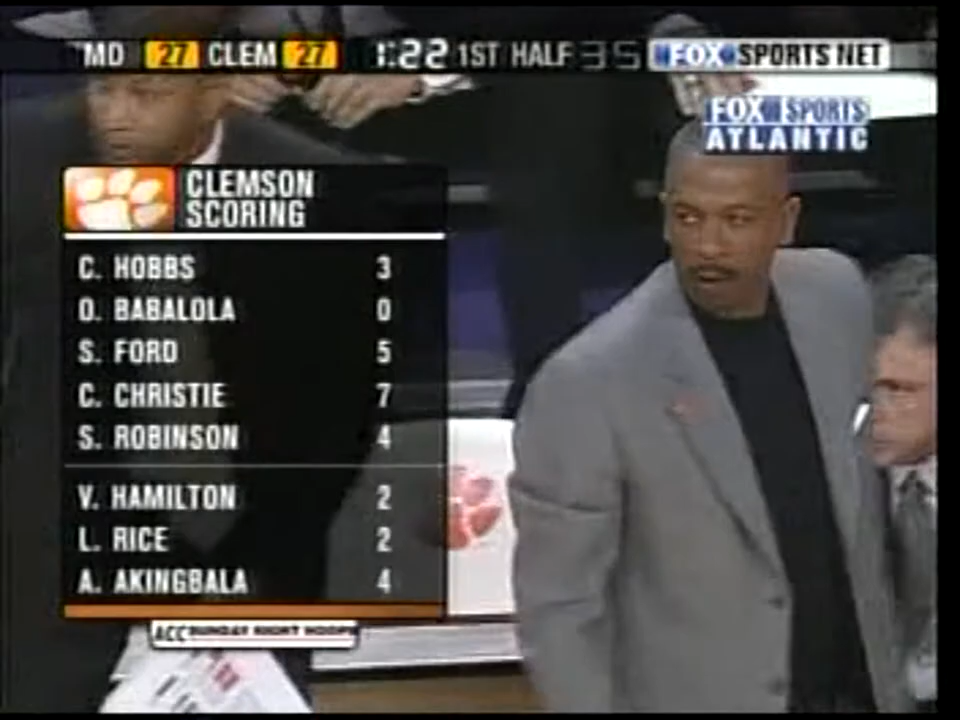 MD 27 CLEM 27 1:22 1ST HALF 35 FOX SPORTS NET
FOX SPORTS
ATLANTIC
CLEMSON
SCORING
C. HOBBS 3
O. BABALOLA 0
S. FORD 5
C. CHRISTIE 7
S. ROBINSON 4
V. HAMILTON 2
L. RICE 2
A. AKINGBALA 4
ACC SUNDAY NIGHT HOOPS